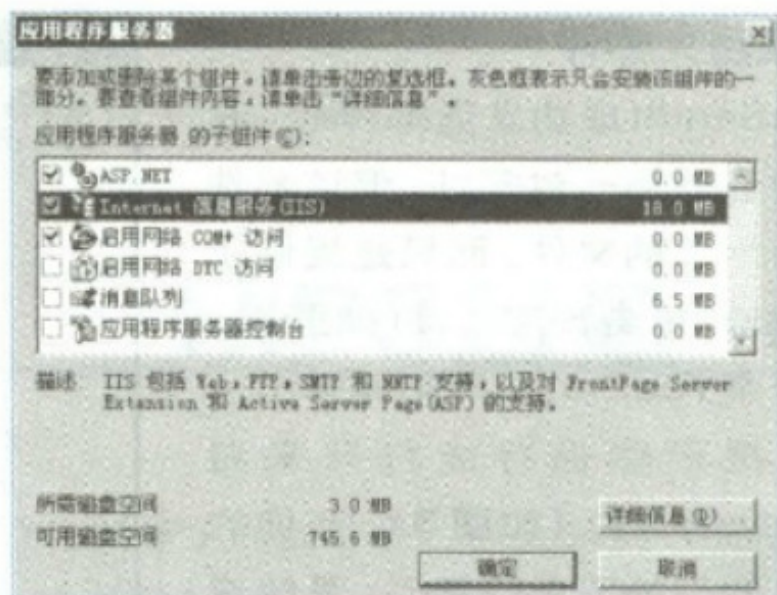 应用程序服务器
要添加或删除某个组件，请单击旁边的复选框。灰色框表示只会安装该组件的一
部分。要查看组件内容，请单击“详细信息”。
应用程序服务器 的子组件(C):
ASP.NET 0.0 MB
Internet 信息服务(IIS) 18.0 MB
启用网络 COM+ 访问 0.0 MB
启用网络 DTC 访问 0.0 MB
消息队列 6.5 MB
应用程序服务器控制台 0.0 MB
描述: IIS 包括 Web，FTP，SMTP 和 NNTP 支持，以及对 FrontPage Server
Extension 和 Active Server Page(ASP) 的支持。
所需磁盘空间 3.0 MB
可用磁盘空间 745.6 MB
详细信息(D)...
确定 取消